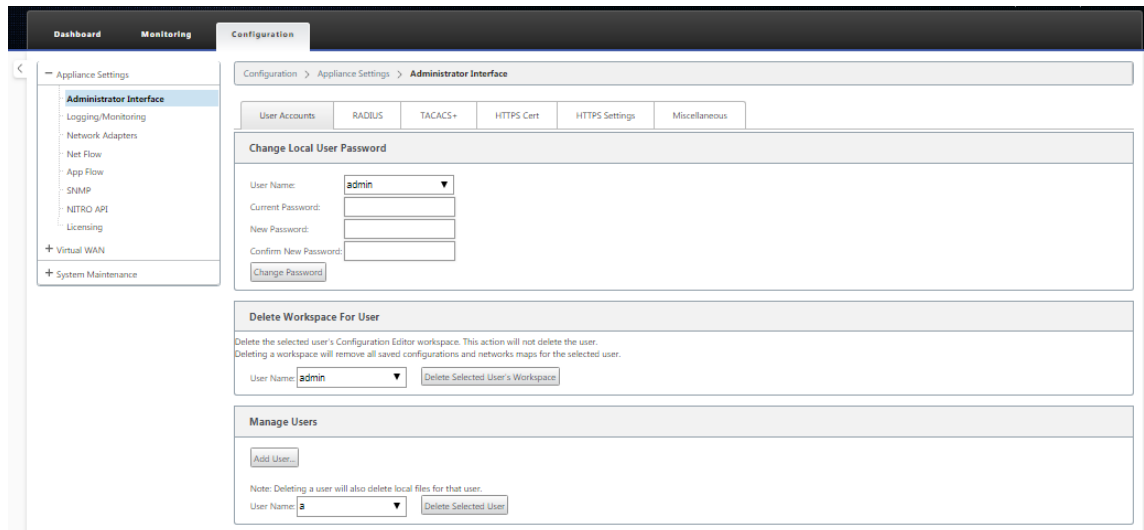 Dashboard Monitoring Configuration
Appliance Settings
Administrator Interface
Logging/Monitoring
Network Adapters
Net Flow
App Flow
SNMP
NITRO API
Licensing
Virtual WAN
System Maintenance
Configuration > Appliance Settings > Administrator Interface
User Accounts RADIUS TACACS+ HTTPS Cert HTTPS Settings Miscellaneous
Change Local User Password
User Name: admin
Current Password:
New Password:
Confirm New Password:
Change Password
Delete Workspace For User
Delete the selected user's Configuration Editor workspace. This action will not delete the user.
Deleting a workspace will remove all saved configurations and networks maps for the selected user.
User Name: admin Delete Selected User's Workspace
Manage Users
Add User...
Note: Deleting a user will also delete local files for that user.
User Name: a Delete Selected User